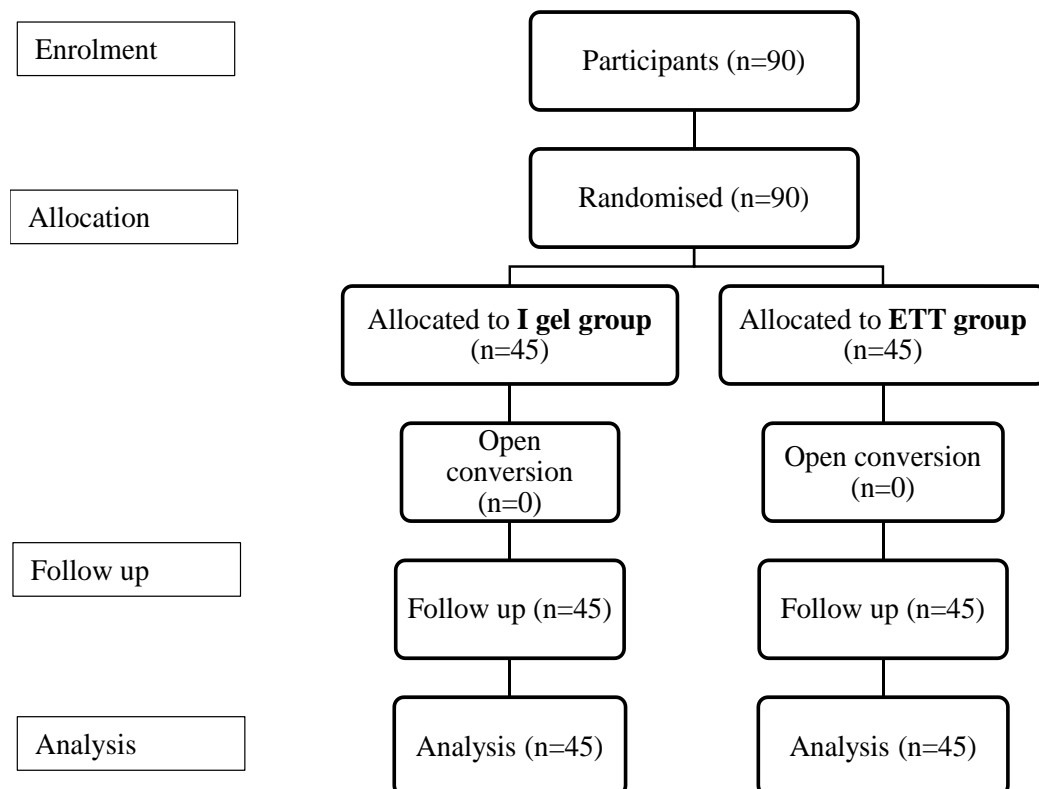 Enrolment
Participants (n=90)
Allocation
Randomised (n=90)
Allocated to I gel group
(n=45)
Allocated to ETT group
(n=45)
Open
conversion
(n=0)
Open conversion
(n=0)
Follow up
Follow up (n=45)
Follow up (n=45)
Analysis
Analysis (n=45)
Analysis (n=45)